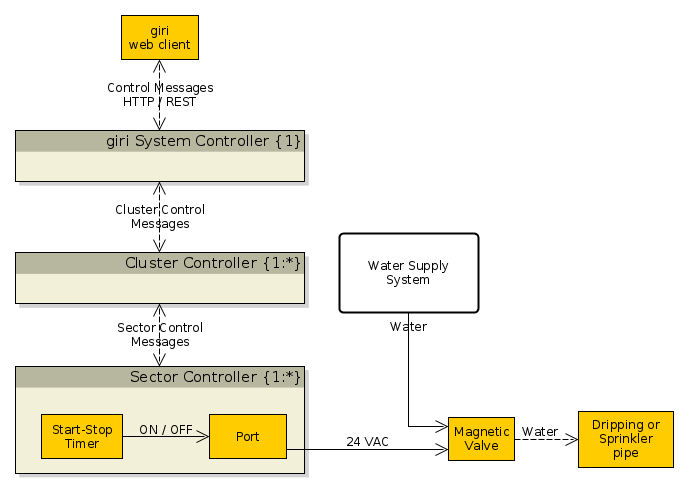 giri
web client
Control Messages
HTTP / REST
giri System Controller {1}
Cluster Control
Messages
Cluster Controller {1:*}
Water Supply
System
Water
Sector Control
Messages
Sector Controller {1:*}
Start-Stop
Timer
ON / OFF
Port
24 VAC
Magnetic
Valve
Water
Dripping or
Sprinkler
pipe